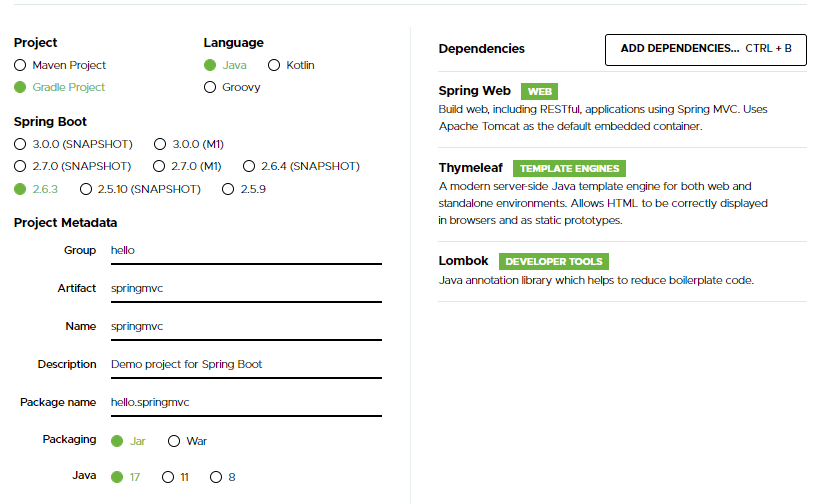 Project
Language
Maven Project
Java
Kotlin
Gradle Project
Groovy
Spring Boot
3.0.0 (SNAPSHOT)
3.0.0 (M1)
2.7.0 (SNAPSHOT)
2.7.0 (M1)
2.6.4 (SNAPSHOT)
2.6.3
2.5.10 (SNAPSHOT)
2.5.9
Project Metadata
Group hello
Artifact springmvc
Name springmvc
Description Demo project for Spring Boot
Package name hello.springmvc
Packaging Jar War
Java 17 11 8
Dependencies
ADD DEPENDENCIES... CTRL + B
Spring Web WEB
Build web, including RESTful, applications using Spring MVC. Uses
Apache Tomcat as the default embedded container.
Thymeleaf TEMPLATE ENGINES
A modern server-side Java template engine for both web and
standalone environments. Allows HTML to be correctly displayed
in browsers and as static prototypes.
Lombok DEVELOPER TOOLS
Java annotation library which helps to reduce boilerplate code.